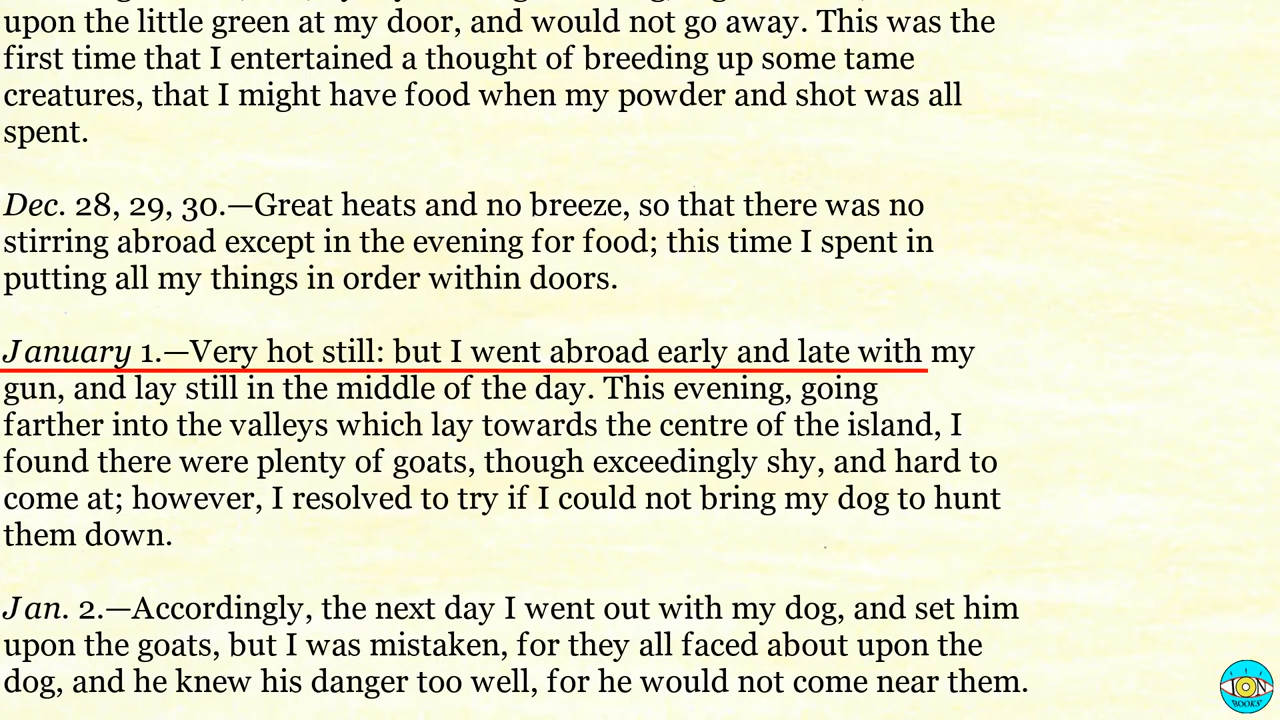 upon the little green at my door, and would not go away. This was the
first time that I entertained a thought of breeding up some tame
creatures, that I might have food when my powder and shot was all
spent.
Dec. 28, 29, 30.—Great heats and no breeze, so that there was no
stirring abroad except in the evening for food; this time I spent in
putting all my things in order within doors.
January 1.—Very hot still: but I went abroad early and late with my
gun, and lay still in the middle of the day. This evening, going
farther into the valleys which lay towards the centre of the island, I
found there were plenty of goats, though exceedingly shy, and hard to
come at; however, I resolved to try if I could not bring my dog to hunt
them down.
Jan. 2.—Accordingly, the next day I went out with my dog, and set him
upon the goats, but I was mistaken, for they all faced about upon the
dog, and he knew his danger too well, for he would not come near them.
ION
BOOKS